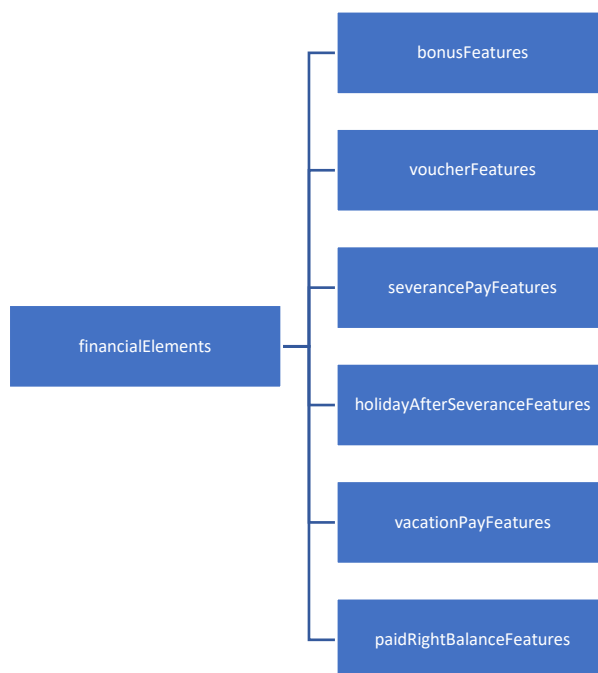 bonusFeatures
voucherFeatures
severancePayFeatures
financialElements
holidayAfterSeveranceFeatures
vacationPayFeatures
paidRightBalanceFeatures